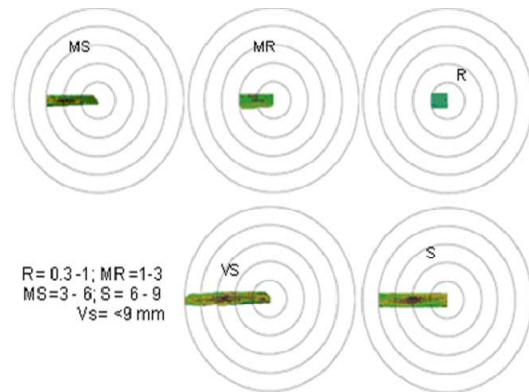 MS
MR
R
VS
S
R= 0.3-1; MR=1-3
MS=3-6; S= 6-9
Vs= <9 mm